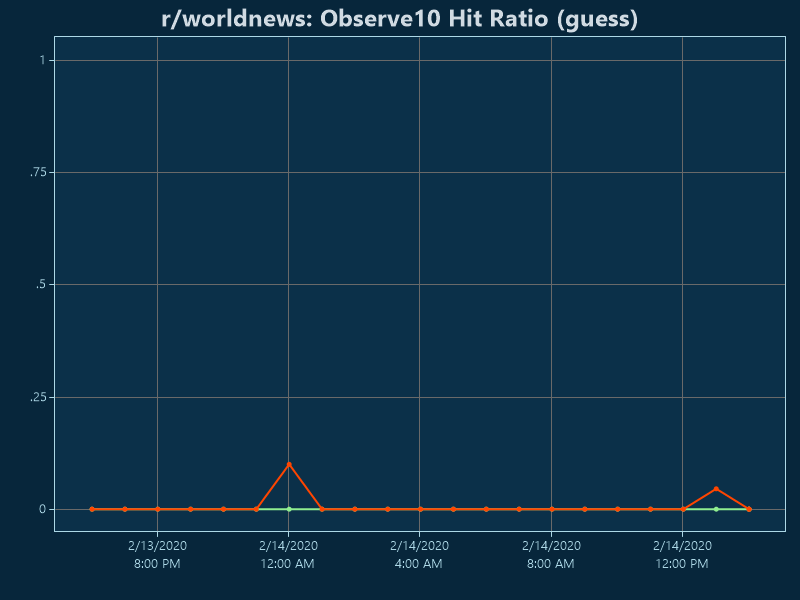 r/worldnews: Observe10 Hit Ratio (guess)
1
.75
.5
.25
0
2/13/2020 2/14/2020 2/14/2020 2/14/2020 2/14/2020
8:00 PM 12:00 AM 4:00 AM 8:00 AM 12:00 PM